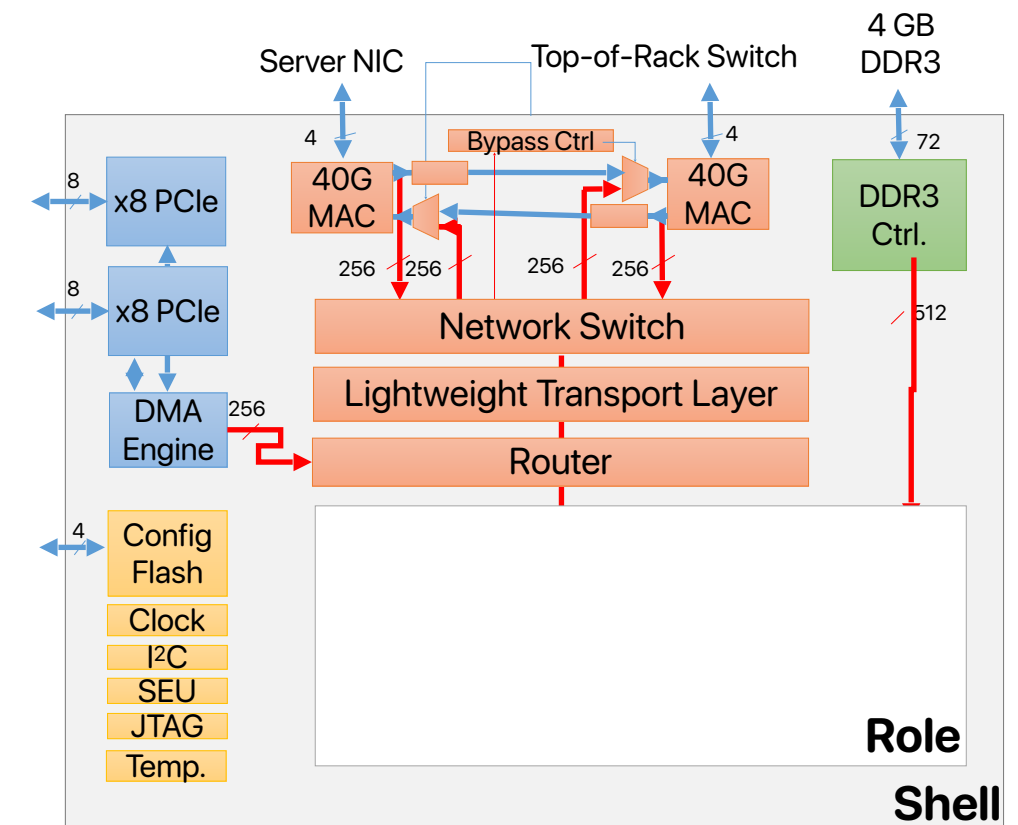 4 GB
DDR3
Server NIC
Top-of-Rack Switch
4
4
72
Bypass Ctrl
40G
MAC
40G
MAC
DDR3
Ctrl.
8
x8 PCIe
256
256
256
256
8
x8 PCIe
Network Switch
512
Lightweight Transport Layer
DMA
Engine
256
Router
4
Config
Flash
Clock
I²C
SEU
JTAG
Temp.
Role
Shell